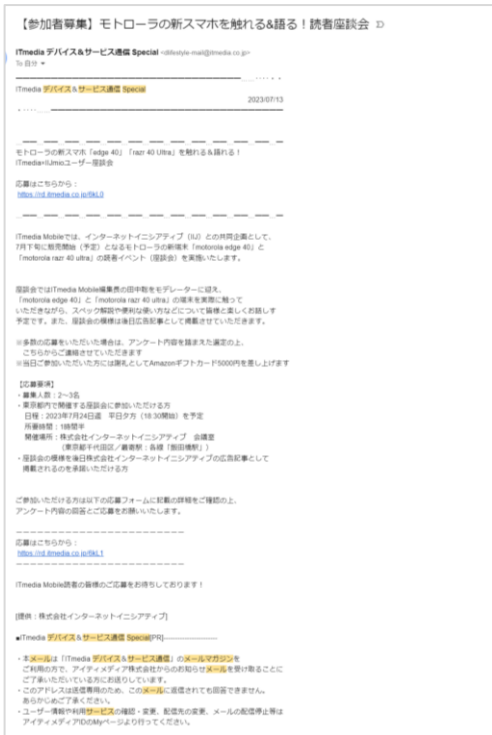 【参加者募集】モトローラの新スマホを触れる&語る！読者座談会
ITmedia デバイス&サービス通信 Special <dlifestyle-mail@itmedia.co.jp>
To 自分
ITmedia デバイス&サービス通信 Special
2023/07/13
モトローラの新スマホ「edge 40」「razr 40 Ultra」を触れる＆語れる！
ITmedia×IIJmioユーザー座談会
応募はこちらから：
https://rd.itmedia.co.jp/6kL0
ITmedia Mobileでは、インターネットイニシアティブ（IIJ）との共同企画として、
7月下旬に発売開始（予定）となるモトローラの新端末「motorola edge 40」と
「motorola razr 40 ultra」の読者イベント（座談会）を実施いたします。
座談会ではITmedia Mobile編集長の田中聡をモデレーターに迎え、
「motorola edge 40」と「motorola razr 40 ultra」の端末を実際に触って
いただきながら、スペック解説や便利な使い方などについて皆様と楽しくお話しす
予定です。また、座談会の模様は後日広告記事として掲載させていただきます。
※多数の応募をいただいた場合は、アンケート内容を踏まえた選定の上、
こちらからご連絡させていただきます
※当日ご参加いただいた方には謝礼としてAmazonギフトカード5000円を差し上げます
【応募要項】
・募集人数：2〜3名
・東京都内で開催する座談会に参加いただける方
日程：2023年7月24日週 平日夕方（18:30開始）を予定
所要時間：1時間半
開催場所：株式会社インターネットイニシアティブ 会議室
（東京都千代田区／最寄駅：各線「飯田橋駅」）
・座談会の模様を後日株式会社インターネットイニシアティブの広告記事として
掲載されるのを承諾いただける方
ご参加いただける方は以下の応募フォームに記載の詳細をご確認の上、
アンケート内容の回答とご応募をお願いいたします。
応募はこちらから：
https://rd.itmedia.co.jp/6kL1
ITmedia Mobile読者の皆様のご応募をお待ちしております！
[提供：株式会社インターネットイニシアティブ]
■ITmedia デバイス&サービス通信 Special[PR]----------------------
・本メールは「ITmedia デバイス&サービス通信」のメールマガジンを
ご利用の方で、アイティメディア株式会社からのお知らせメールを受け取ることに
ご了承いただいている方にお送りしています。
・このアドレスは送信専用のため、このメールに返信されても回答できません。
あらかじめご了承ください。
・ユーザー情報や利用サービスの確認・変更、配信先の変更、メールの配信停止等は
アイティメディアIDのMyページより行ってください。